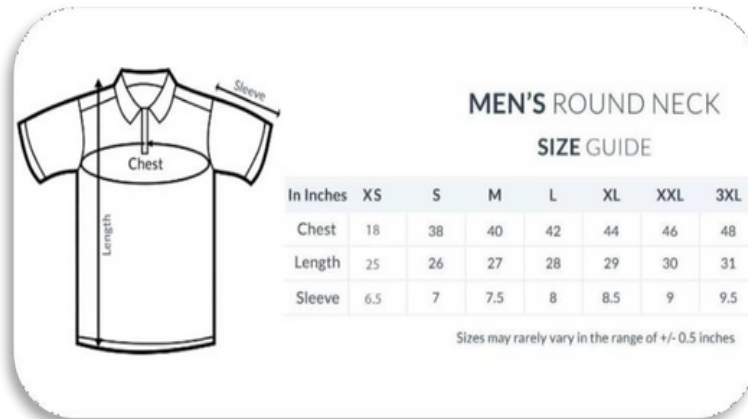 Sleeve
Chest
Length
MEN'S ROUND NECK
SIZE GUIDE
In Inches XS S M L XL XXL 3XL
Chest 18 38 40 42 44 46 48
Length 25 26 27 28 29 30 31
Sleeve 6.5 7 7.5 8 8.5 9 9.5
Sizes may rarely vary in the range of +/- 0.5 inches